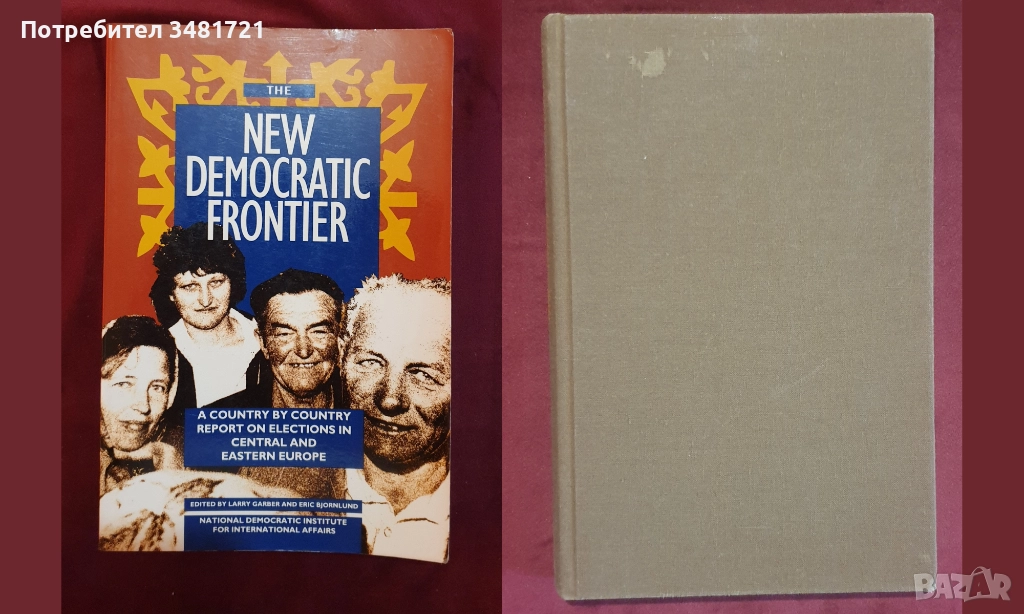 Потребител 3481721
THE
NEW
DEMOCRATIC
FRONTIER
A COUNTRY BY COUNTRY
REPORT ON ELECTIONS IN
CENTRAL AND
EASTERN EUROPE
EDITED BY LARRY GARBER AND ERIC BJORNLUND
NATIONAL DEMOCRATIC INSTITUTE
FOR INTERNATIONAL AFFAIRS
BAZAR